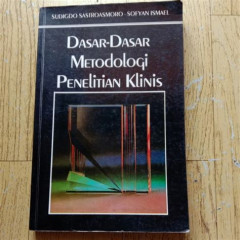 SUDIGDO SASTROASMORO - SOFYAN ISMAEL
DASAR-DASAR
METODOLOGI
PENELITIAN KLINIS